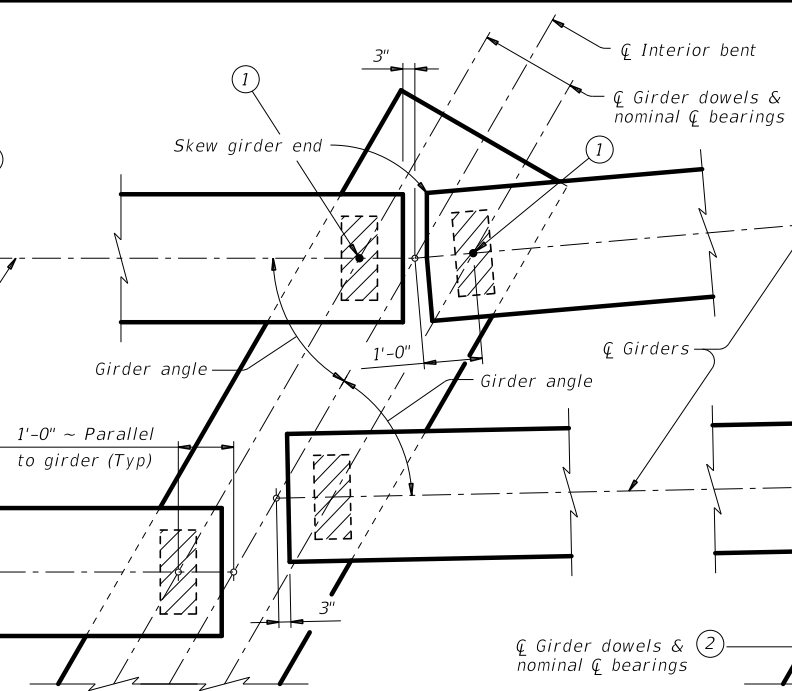 ℄ Interior bent
3"
1
℄ Girder dowels &
nominal ℄ bearings
Skew girder end
1
1'-0"
℄ Girders
Girder angle
Girder angle
1'-0" ~ Parallel
to girder (Typ)
3"
℄ Girder dowels &
nominal ℄ bearings
2